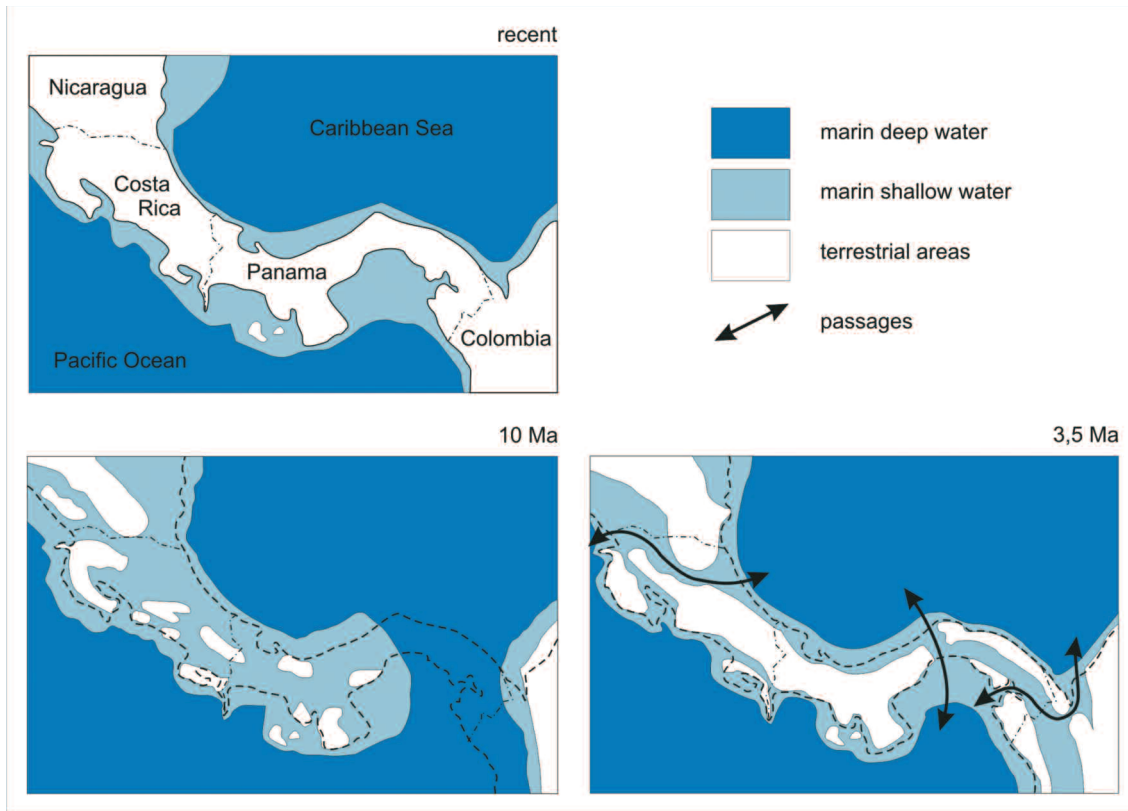 recent
Nicaragua
Caribbean Sea
Costa
Rica
Panama
Colombia
Pacific Ocean
marin deep water
marin shallow water
terrestrial areas
passages
10 Ma
3,5 Ma